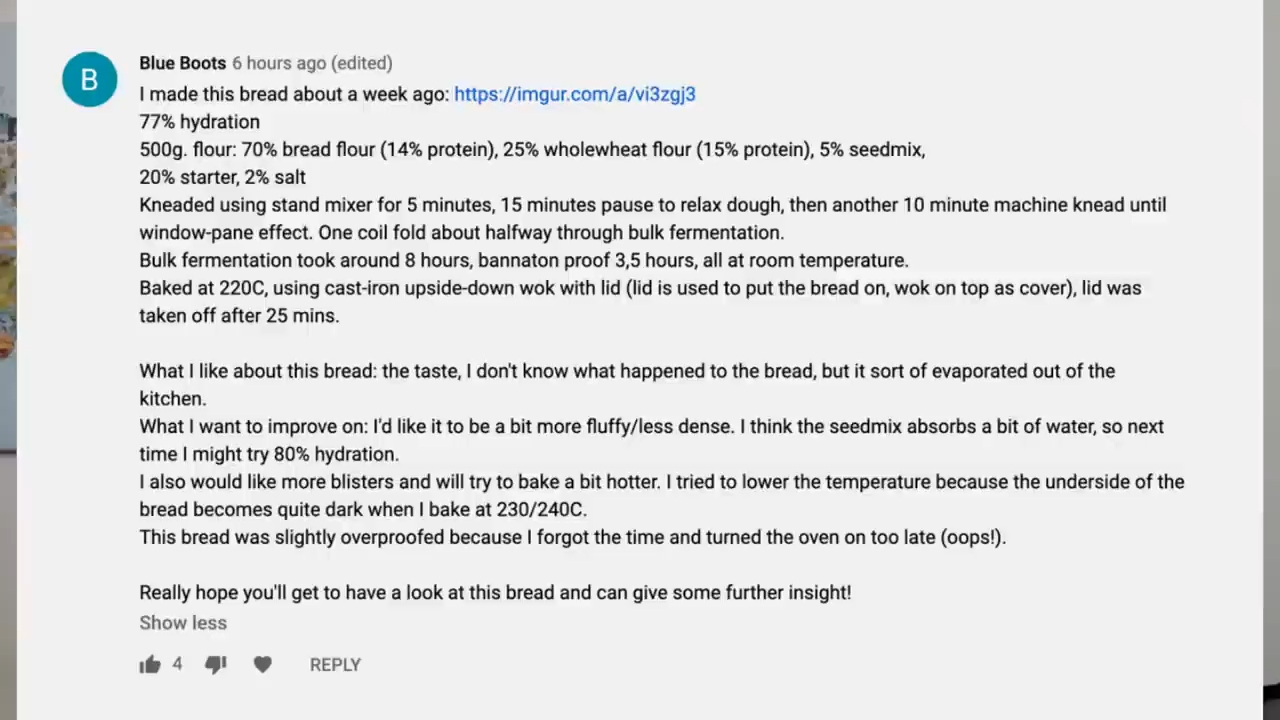 B
Blue Boots 6 hours ago (edited)
I made this bread about a week ago: https://imgur.com/a/vi3zgj3
77% hydration
500g. flour: 70% bread flour (14% protein), 25% wholewheat flour (15% protein), 5% seedmix,
20% starter, 2% salt
Kneaded using stand mixer for 5 minutes, 15 minutes pause to relax dough, then another 10 minute machine knead until
window-pane effect. One coil fold about halfway through bulk fermentation.
Bulk fermentation took around 8 hours, bannaton proof 3,5 hours, all at room temperature.
Baked at 220C, using cast-iron upside-down wok with lid (lid is used to put the bread on, wok on top as cover), lid was
taken off after 25 mins.
What I like about this bread: the taste, I don't know what happened to the bread, but it sort of evaporated out of the
kitchen.
What I want to improve on: I'd like it to be a bit more fluffy/less dense. I think the seedmix absorbs a bit of water, so next
time I might try 80% hydration.
I also would like more blisters and will try to bake a bit hotter. I tried to lower the temperature because the underside of the
bread becomes quite dark when I bake at 230/240C.
This bread was slightly overproofed because I forgot the time and turned the oven on too late (oops!).
Really hope you'll get to have a look at this bread and can give some further insight!
Show less
4 REPLY